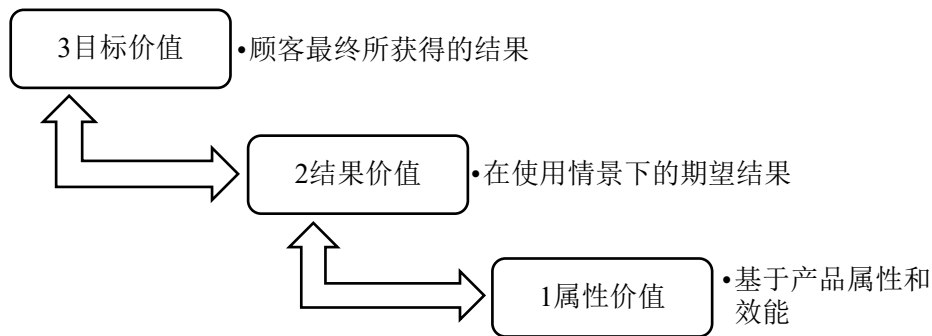 3目标价值
•顾客最终所获得的结果
2结果价值
•在使用情景下的期望结果
1属性价值
•基于产品属性和
效能